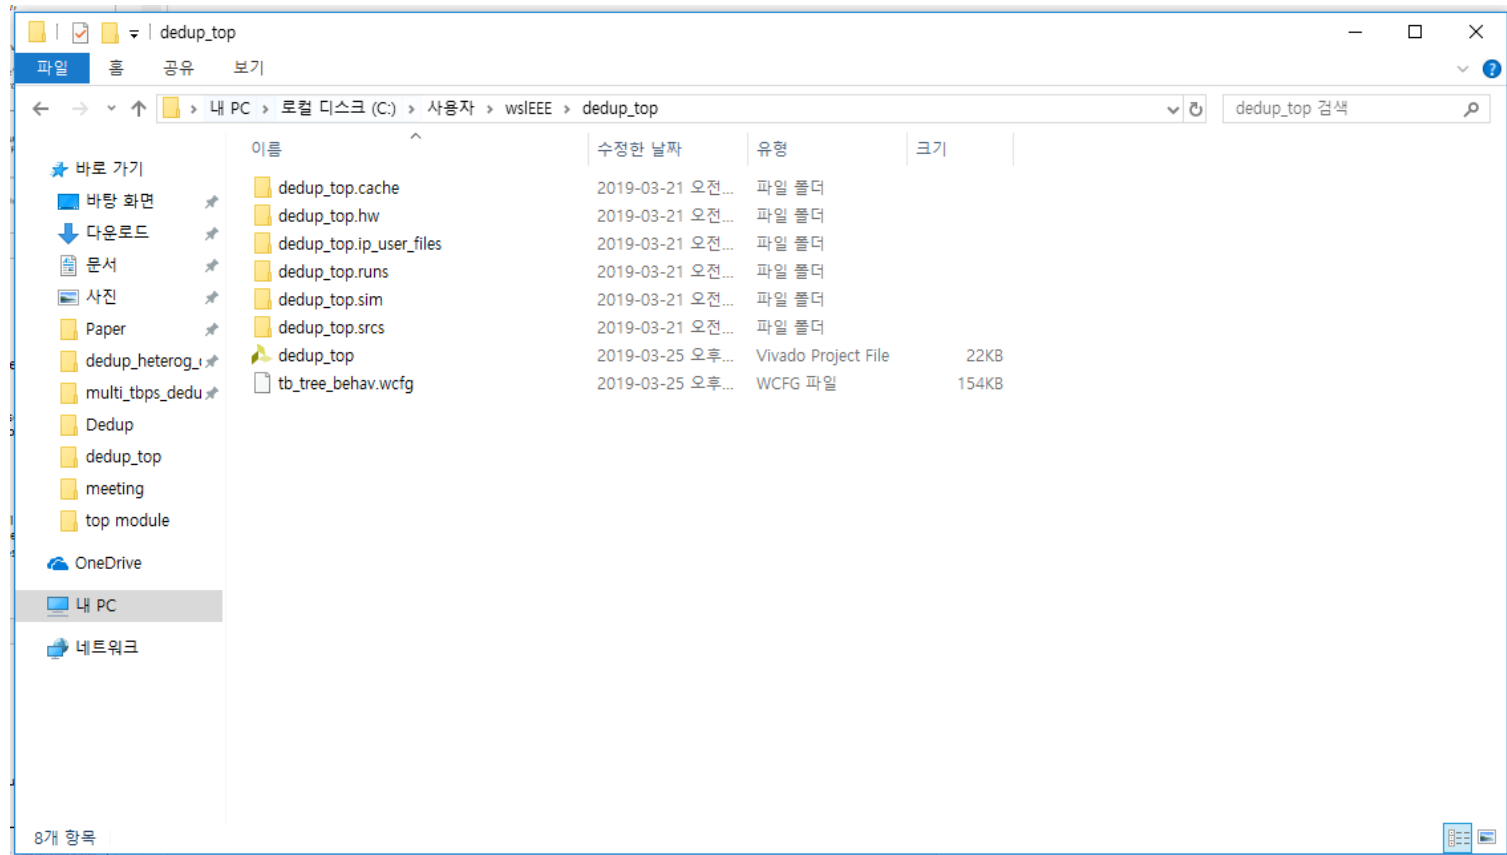 dedup_top
파일 홈 공유 보기
내 PC > 로컬 디스크 (C:) > 사용자 > wsIEEE > dedup_top
dedup_top 검색
이름 수정한 날짜 유형 크기
바로 가기
바탕 화면
다운로드
문서
사진
Paper
dedup_heterog_
multi_tbps_dedu
Dedup
dedup_top
meeting
top module
OneDrive
내 PC
네트워크
dedup_top.cache 2019-03-21 오전... 파일 폴더
dedup_top.hw 2019-03-21 오전... 파일 폴더
dedup_top.ip_user_files 2019-03-21 오전... 파일 폴더
dedup_top.runs 2019-03-21 오전... 파일 폴더
dedup_top.sim 2019-03-21 오전... 파일 폴더
dedup_top.srcs 2019-03-21 오전... 파일 폴더
dedup_top 2019-03-25 오후... Vivado Project File 22KB
tb_tree_behav.wcfg 2019-03-25 오후... WCFG 파일 154KB
8개 항목